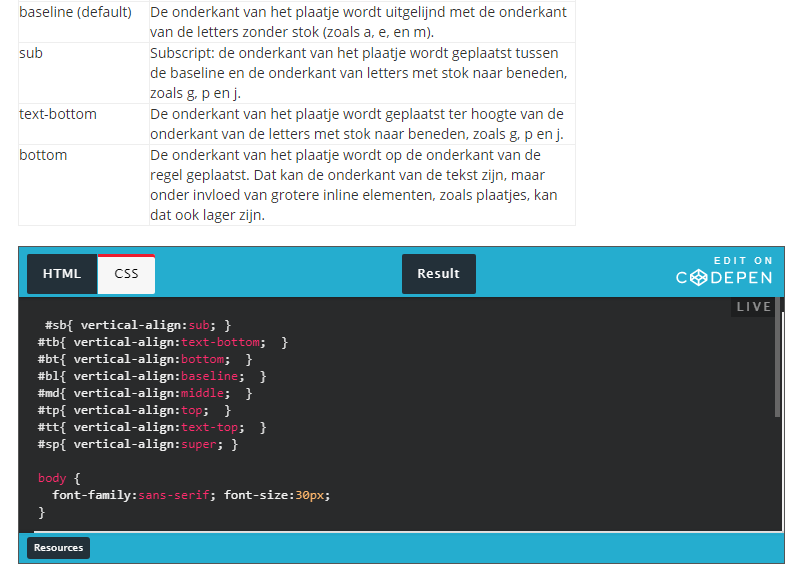 baseline (default) De onderkant van het plaatje wordt uitgelijnd met de onderkant
van de letters zonder stok (zoals a, e, en m).
sub Subscript: de onderkant van het plaatje wordt geplaatst tussen
de baseline en de onderkant van letters met stok naar beneden,
zoals g, p en j.
text-bottom De onderkant van het plaatje wordt geplaatst ter hoogte van de
onderkant van de letters met stok naar beneden, zoals g, p en j.
bottom De onderkant van het plaatje wordt op de onderkant van de
regel geplaatst. Dat kan de onderkant van de tekst zijn, maar
onder invloed van grotere inline elementen, zoals plaatjes, kan
dat ook lager zijn.
HTML CSS Result EDIT ON
CODEPEN
LIVE
#sb{ vertical-align:sub; }
#tb{ vertical-align:text-bottom; }
#bt{ vertical-align:bottom; }
#bl{ vertical-align:baseline; }
#md{ vertical-align:middle; }
#tp{ vertical-align:top; }
#tt{ vertical-align:text-top; }
#sp{ vertical-align:super; }
body {
font-family:sans-serif; font-size:30px;
}
Resources